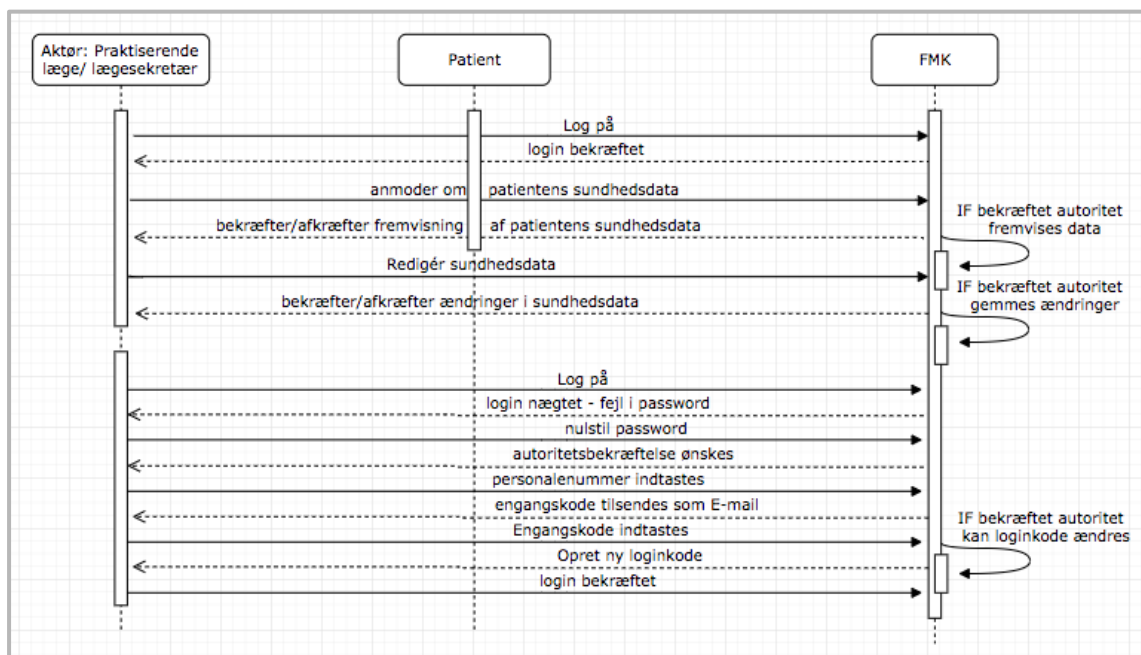 Aktør: Praktiserende
læge/ lægesekretær
Patient
FMK
Log på
login bekræftet
anmoder om patientens sundhedsdata
bekræfter/afkræfter fremvisning af patientens sundhedsdata
IF bekræftet autoritet
fremvises data
Redigér sundhedsdata
bekræfter/afkræfter ændringer i sundhedsdata
IF bekræftet autoritet
gemmes ændringer
Log på
login nægtet - fejl i password
nulstil password
autoritetsbekræftelse ønskes
personalenummer indtastes
engangskode tilsendes som E-mail
Engangskode indtastes
IF bekræftet autoritet
kan loginkode ændres
Opret ny loginkode
login bekræftet